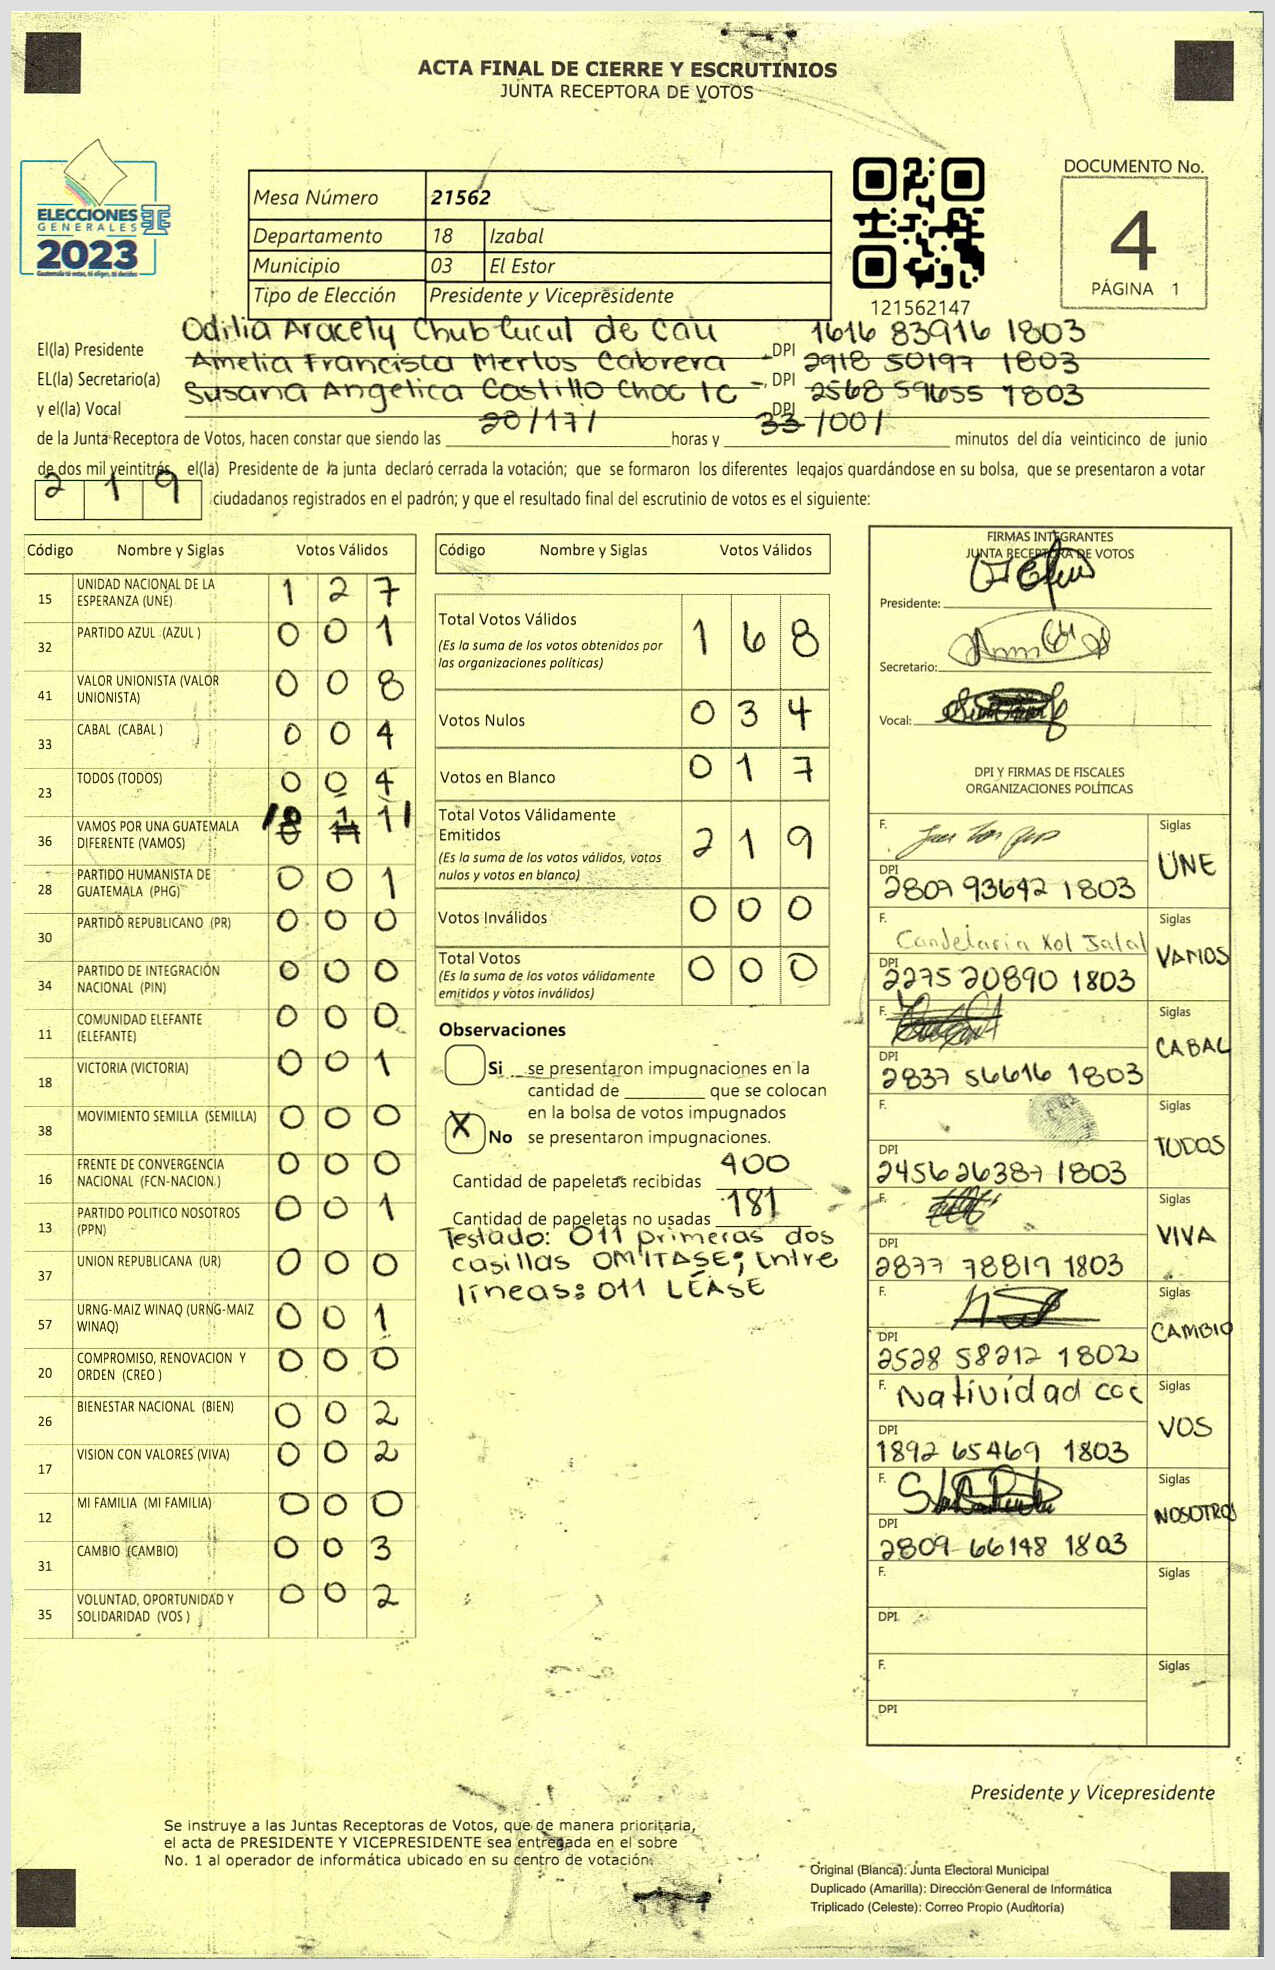 ACTA FINAL DE CIERRE Y ESCRUTINIOS
JUNTA RECEPTORA DE VOTOS
ELECCIONES
GENERALES
2023
Mesa Número 21562
Departamento 18 Izabal
Municipio 03 El Estor
Tipo de Elección Presidente y Vicepresidente
121562147
DOCUMENTO No.
4
PÁGINA 1
El(la) Presidente Odilia Aracely Chub Cucul de Cau DPI 1616 83916 1803
EL(la) Secretario(a) Amelia Francisca Merlos Cabrera DPI 2918 50197 1803
y el(la) Vocal Susana Angelica Castillo Choc DPI 2568 59655 1803
de la Junta Receptora de Votos, hacen constar que siendo las 20/17/ horas y 33/00/ minutos del día veinticinco de junio
de dos mil veintitrés, el(la) Presidente de la junta declaró cerrada la votación; que se formaron los diferentes legajos quardándose en su bolsa, que se presentaron a votar
219 ciudadanos registrados en el padrón; y que el resultado final del escrutinio de votos es el siguiente:
Código Nombre y Siglas Votos Válidos
15 UNIDAD NACIONAL DE LA ESPERANZA (UNE) 1 2 7
32 PARTIDO AZUL (AZUL ) 0 0 1
41 VALOR UNIONISTA (VALOR UNIONISTA) 0 0 8
33 CABAL (CABAL ) 0 0 4
23 TODOS (TODOS) 0 0 4
36 VAMOS POR UNA GUATEMALA DIFERENTE (VAMOS) 0 1 1
28 PARTIDO HUMANISTA DE GUATEMALA (PHG) 0 0 1
30 PARTIDO REPUBLICANO (PR) 0 0 0
34 PARTIDO DE INTEGRACIÓN NACIONAL (PIN) 0 0 0
11 COMUNIDAD ELEFANTE (ELEFANTE) 0 0 0
18 VICTORIA (VICTORIA) 0 0 1
38 MOVIMIENTO SEMILLA (SEMILLA) 0 0 0
16 FRENTE DE CONVERGENCIA NACIONAL (FCN-NACION ) 0 0 0
13 PARTIDO POLITICO NOSOTROS (PPN) 0 0 1
37 UNION REPUBLICANA (UR) 0 0 0
57 URNG-MAIZ WINAQ (URNG-MAIZ WINAQ) 0 0 1
20 COMPROMISO, RENOVACION Y ORDEN (CREO ) 0 0 0
26 BIENESTAR NACIONAL (BIEN) 0 0 2
17 VISION CON VALORES (VIVA) 0 0 2
12 MI FAMILIA (MI FAMILIA) 0 0 0
31 CAMBIO (CAMBIO) 0 0 3
35 VOLUNTAD, OPORTUNIDAD Y SOLIDARIDAD (VOS ) 0 0 2
Código Nombre y Siglas Votos Válidos
Total Votos Válidos 1 6 8
(Es la suma de los votos obtenidos por
las organizaciones políticas)
Votos Nulos 0 3 4
Votos en Blanco 0 1 7
Total Votos Válidamente
Emitidos 2 1 9
(Es la suma de los votos válidos, votos
nulos y votos en blanco)
Votos Inválidos 0 0 0
Total Votos 0 0 0
(Es la suma de los votos válidamente
emitidos y votos inválidos)
Observaciones
Si se presentaron impugnaciones en la
cantidad de ________ que se colocan
en la bolsa de votos impugnados
X No se presentaron impugnaciones.
Cantidad de papeletas recibidas 400
Cantidad de papeletas no usadas 181
Testado: 011 primeras dos
casillas OMITASE; Entre
líneas: 011 LÉASE
FIRMAS INTEGRANTES
JUNTA RECEPTORA DE VOTOS
Presidente:
Secretario:
Vocal:
DPI Y FIRMAS DE FISCALES
ORGANIZACIONES POLÍTICAS
F. Siglas UNE
DPI 2807 93642 1803
F. Candelaria Xol Jalal Siglas VAMOS
DPI 2275 20890 1803
F. Siglas CABAL
DPI 2837 56616 1803
F. Siglas TODOS
DPI 2456 26387 1803
F. Siglas VIVA
DPI 2877 78819 1803
F. Siglas CAMBIO
DPI 2528 58212 1802
F. Natividad coc Siglas VOS
DPI 1892 65469 1803
F. Siglas NOSOTROS
DPI 2809 66148 1803
F. Siglas
DPI
F. Siglas
DPI
Presidente y Vicepresidente
Se instruye a las Juntas Receptoras de Votos, que de manera prioritaria,
el acta de PRESIDENTE Y VICEPRESIDENTE sea entregada en el sobre
No. 1 al operador de informática ubicado en su centro de votación.
Original (Blanca): Junta Electoral Municipal
Duplicado (Amarilla): Dirección General de Informática
Triplicado (Celeste): Correo Propio (Auditoría)